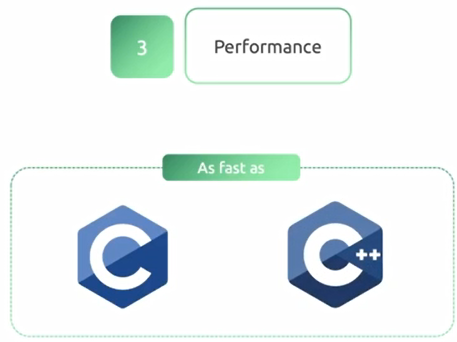 3
Performance
As fast as
C
C++